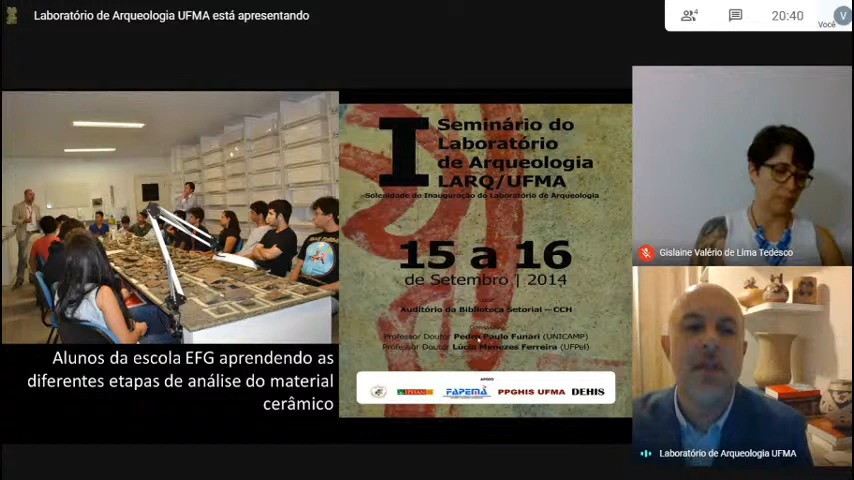 Laboratório de Arqueologia UFMA está apresentando
4
20:40
Você
V
I
Seminário do
Laboratório
de Arqueologia
LARQ/UFMA
Solenidade de Inauguração do Laboratório de Arqueologia
15 a 16
de Setembro | 2014
Auditório da Biblioteca Setorial – CCH
Professor Doutor Pedro Paulo Funari (UNICAMP)
Professor Doutor Lúcio Menezes Ferreira (UFPel)
APOIO
FAPEMA
PPGHIS UFMA
DEHIS
Alunos da escola EFG aprendendo as
diferentes etapas de análise do material
cerâmico
Gislaine Valério de Lima Tedesco
Laboratório de Arqueologia UFMA